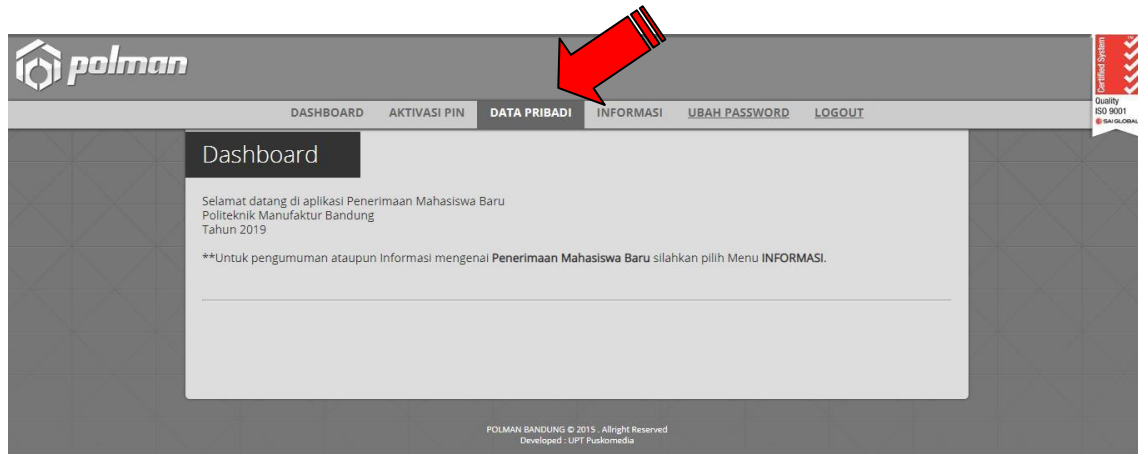 polman
Certified System
Quality
ISO 9001
SAI GLOBAL
DASHBOARD AKTIVASI PIN DATA PRIBADI INFORMASI UBAH PASSWORD LOGOUT
Dashboard
Selamat datang di aplikasi Penerimaan Mahasiswa Baru
Politeknik Manufaktur Bandung
Tahun 2019
**Untuk pengumuman ataupun Informasi mengenai Penerimaan Mahasiswa Baru silahkan pilih Menu INFORMASI.
POLMAN BANDUNG © 2015 . Allright Reserved
Developed : UPT Puskomedia